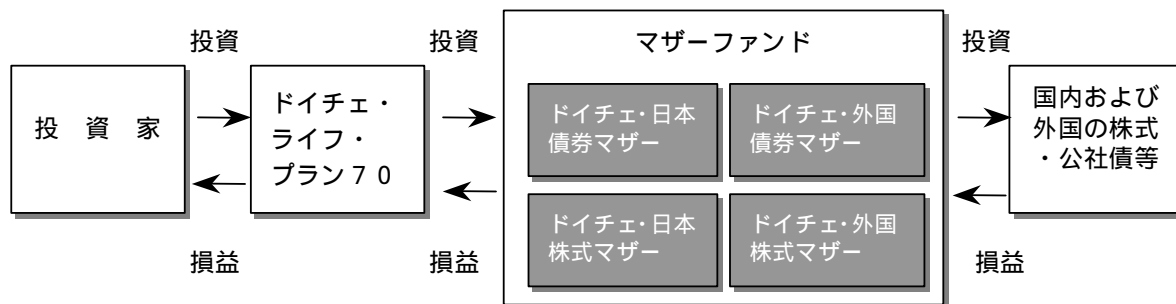 投資
投資
マザーファンド
投資
投 資 家
ドイチェ・
ライフ・
プラン７０
ドイチェ・日本
債券マザー
ドイチェ・外国
債券マザー
ドイチェ・日本
株式マザー
ドイチェ・外国
株式マザー
国内および
外国の株式
・公社債等
損益
損益
損益